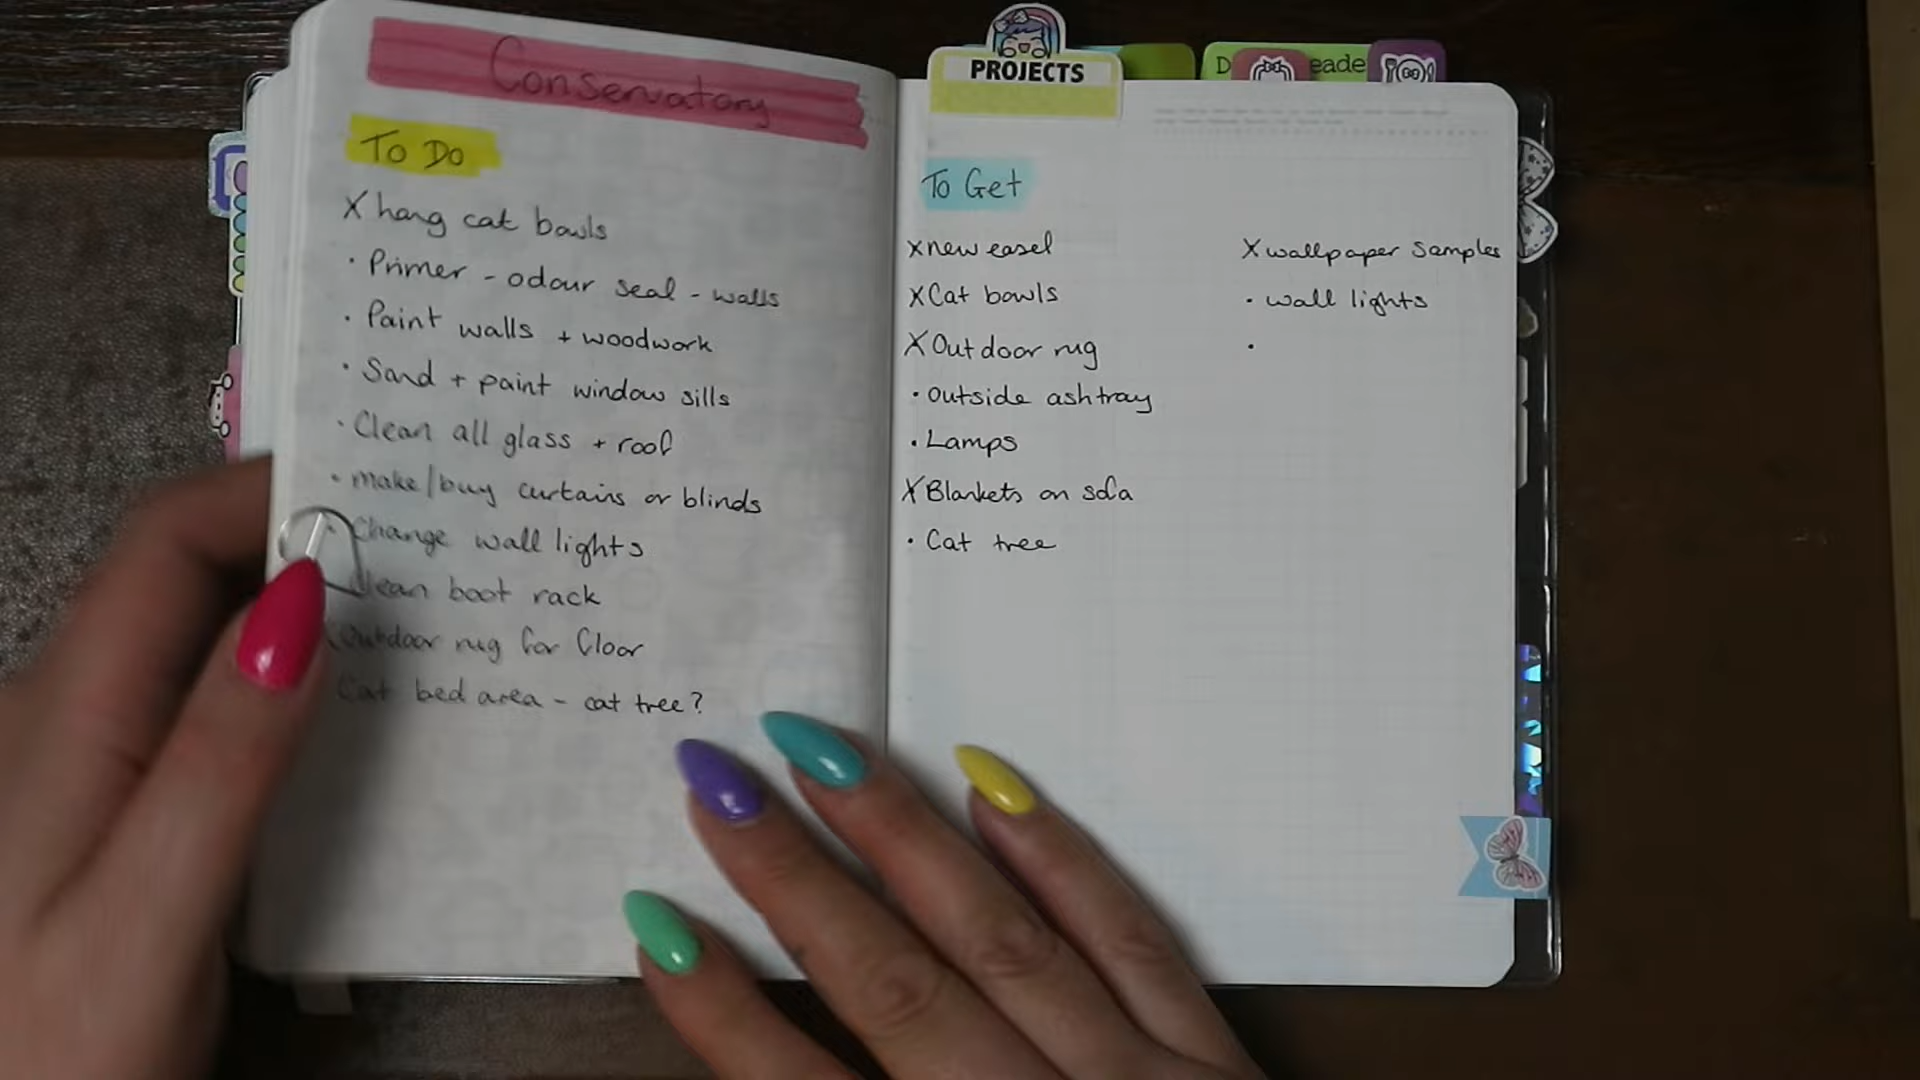 Conservatory
To Do
X hang cat bowls
· Primer - odour seal - walls
· Paint walls + woodwork
· Sand + paint window sills
· Clean all glass + roof
· make/buy curtains or blinds
· Change wall lights
Clean boot rack
Outdoor rug for floor
Cat bed area - cat tree?
PROJECTS
To Get
X new easel
X Cat bowls
X Outdoor rug
· outside ashtray
· Lamps
X Blankets on sofa
· Cat tree
X wallpaper samples
· wall lights
·